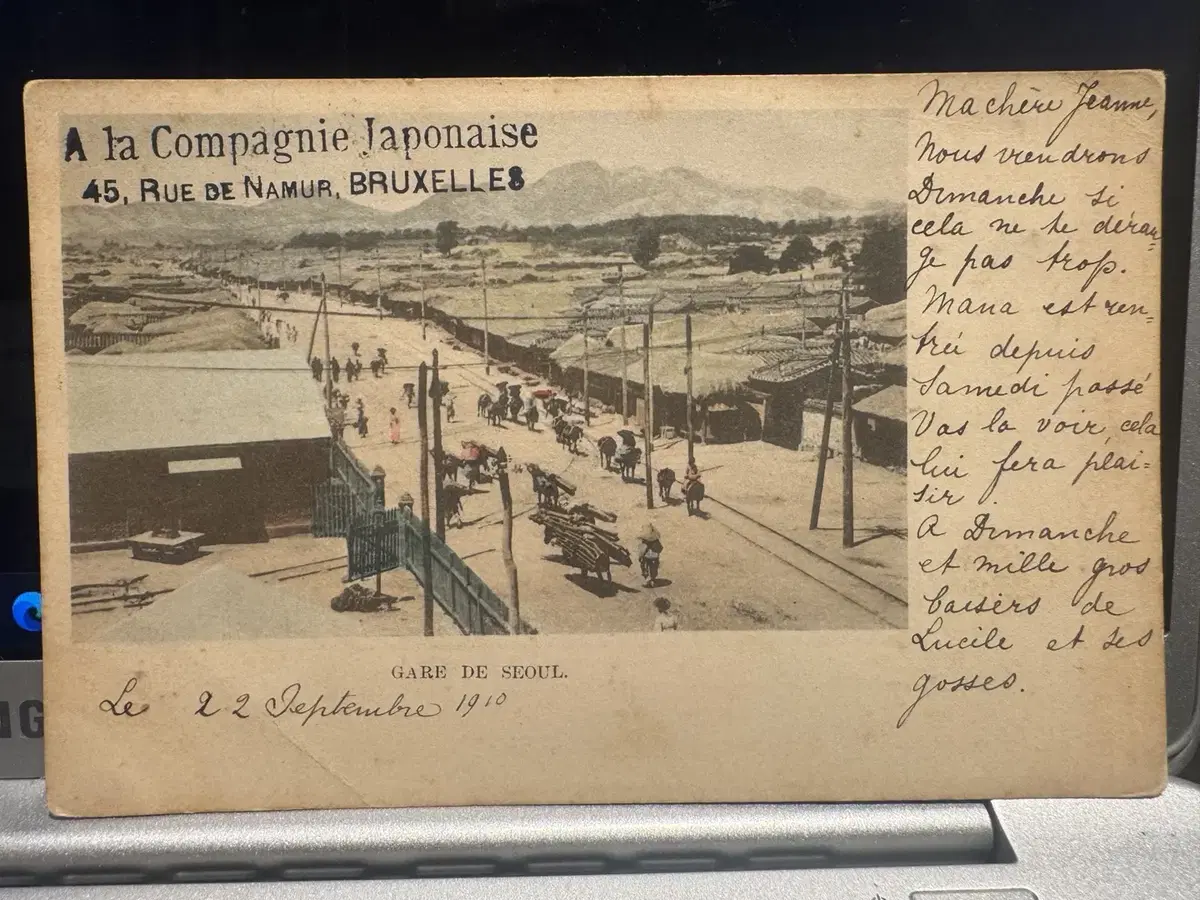 A la Compagnie Japonaise
45, RUE DE NAMUR, BRUXELLES
GARE DE SEOUL.
Le 22 Septembre 1910
Ma chère Jeanne,
Nous viendrons
Dimanche si
cela ne te déran=
ge pas trop.
Mana est ren=
tré depuis
Samedi passé
Vas la voir, cela
lui fera plai=
sir.
A Dimanche
et mille gros
baisers de
Lucile et ses
gosses.
NG